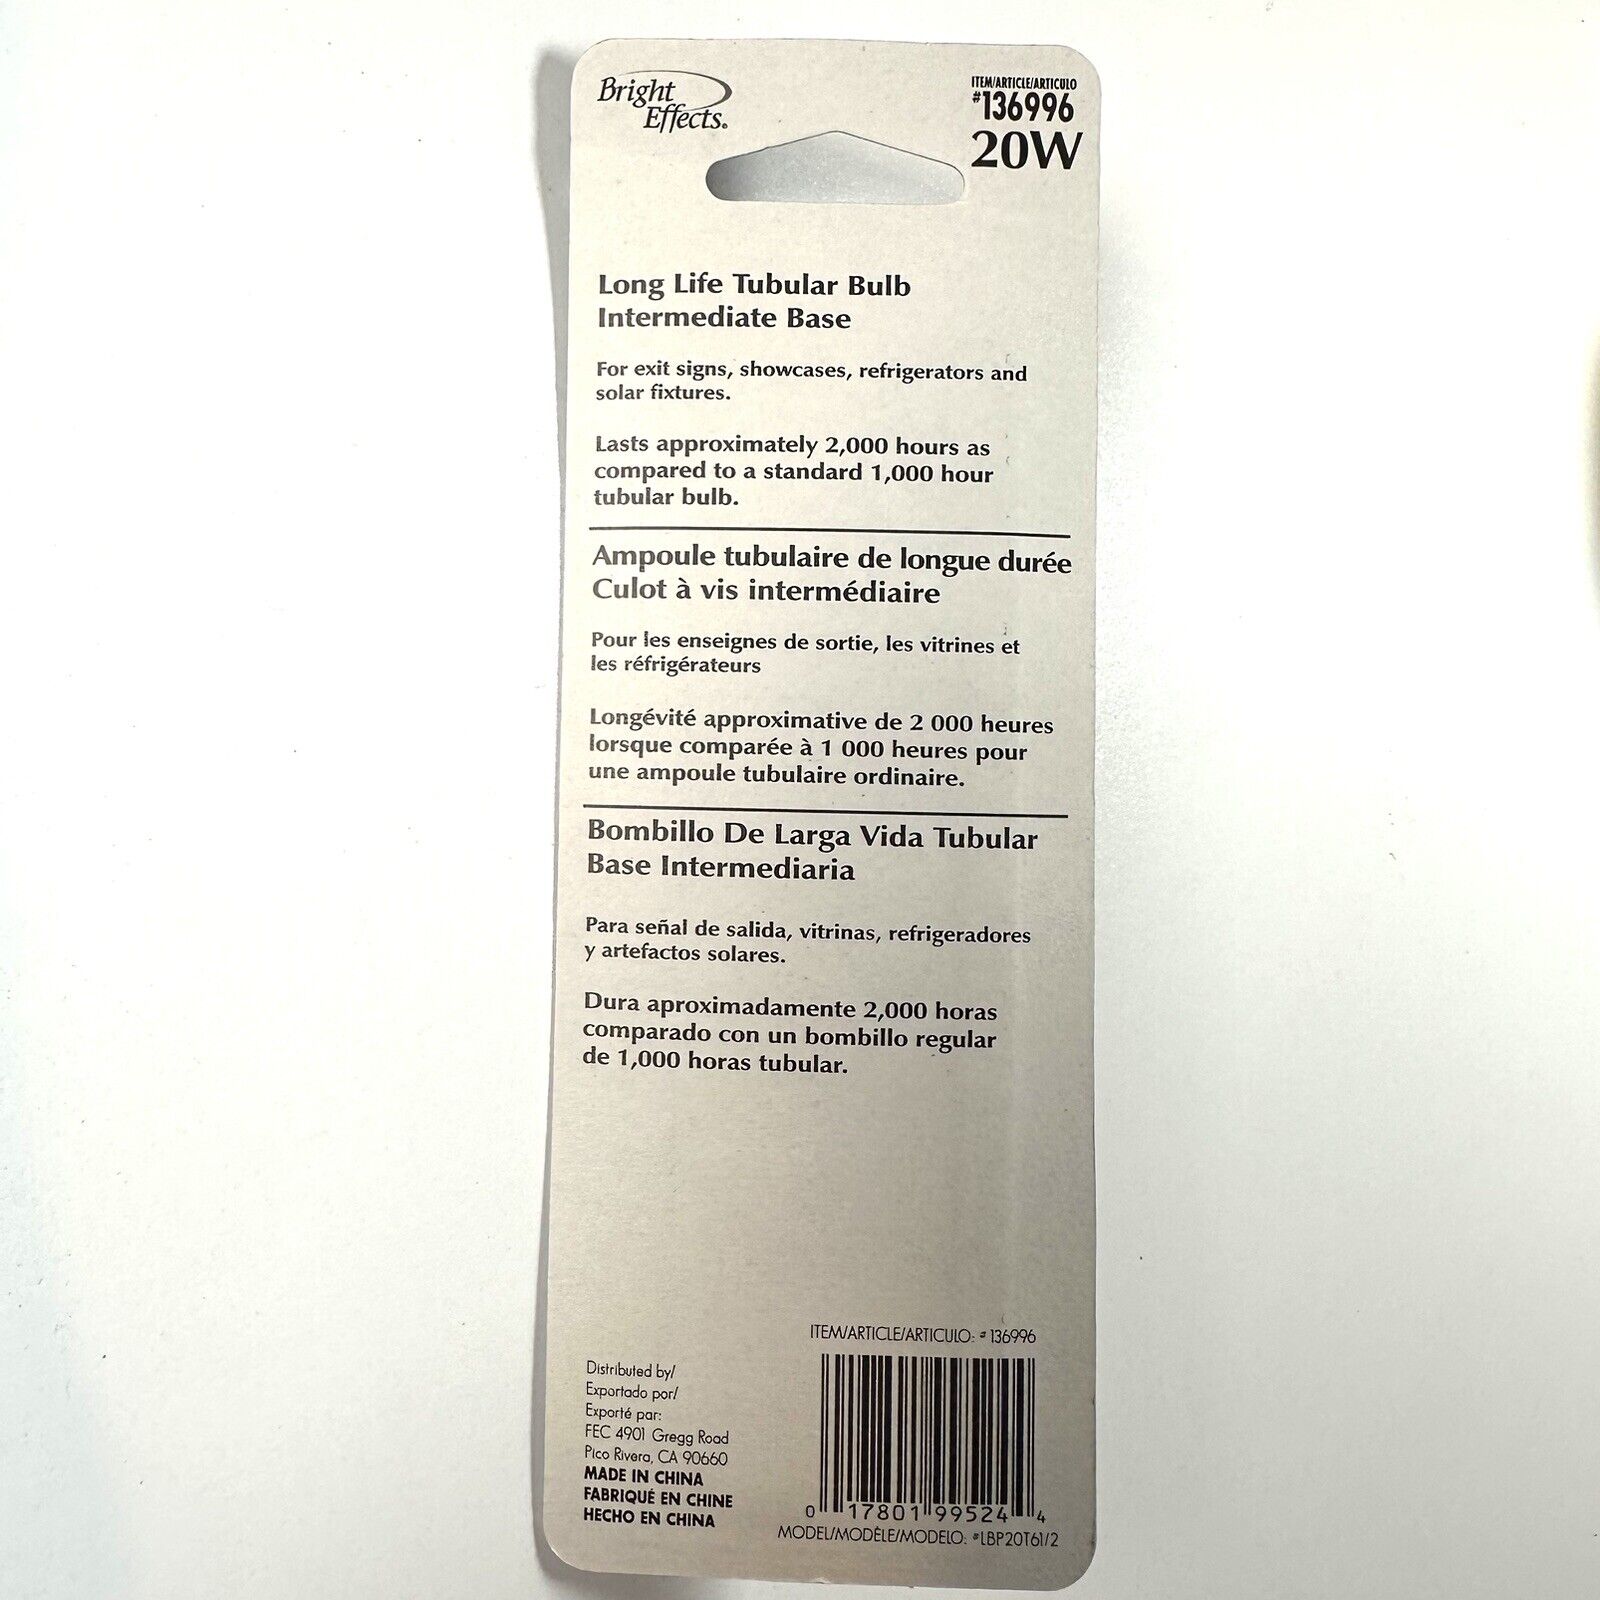 Bright
Effects®
ITEM/ARTICLE/ARTICULO
#136996
20W
Long Life Tubular Bulb
Intermediate Base
For exit signs, showcases, refrigerators and
solar fixtures.
Lasts approximately 2,000 hours as
compared to a standard 1,000 hour
tubular bulb.
Ampoule tubulaire de longue durée
Culot à vis intermédiaire
Pour les enseignes de sortie, les vitrines et
les réfrigérateurs
Longévité approximative de 2 000 heures
lorsque comparée à 1 000 heures pour
une ampoule tubulaire ordinaire.
Bombillo De Larga Vida Tubular
Base Intermediaria
Para señal de salida, vitrinas, refrigeradores
y artefactos solares.
Dura aproximadamente 2,000 horas
comparado con un bombillo regular
de 1,000 horas tubular.
Distributed by/
Exportado por/
Exporté par:
FEC 4901 Gregg Road
Pico Rivera, CA 90660
MADE IN CHINA
FABRIQUÉ EN CHINE
HECHO EN CHINA
ITEM/ARTICLE/ARTICULO: #136996
0 17801 99524 4
MODEL/MODÈLE/MODELO: #LBP20T61/2